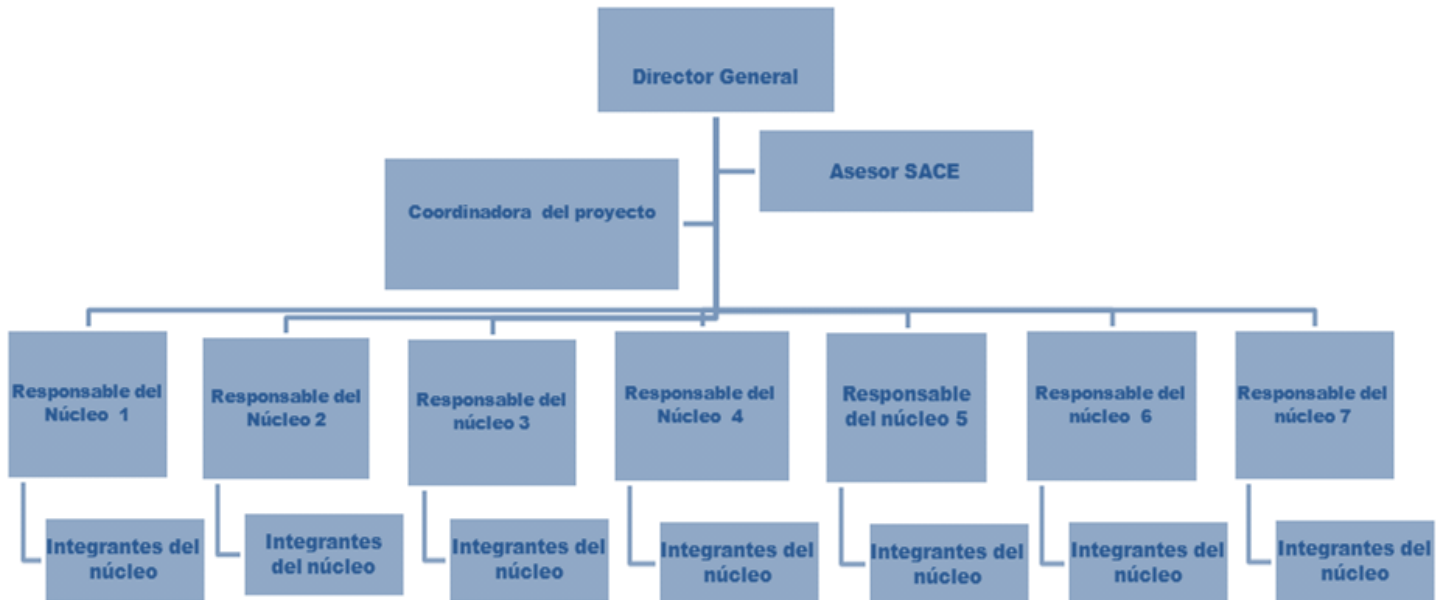 Director General
Asesor SACE
Coordinadora del proyecto
Responsable del
Núcleo 1
Responsable del
Núcleo 2
Responsable del
núcleo 3
Responsable del
Núcleo 4
Responsable
del núcleo 5
Responsable del
núcleo 6
Responsable del
núcleo 7
Integrantes del
núcleo
Integrantes
del núcleo
Integrantes del
núcleo
Integrantes del
núcleo
Integrantes del
núcleo
Integrantes del
núcleo
Integrantes del
núcleo